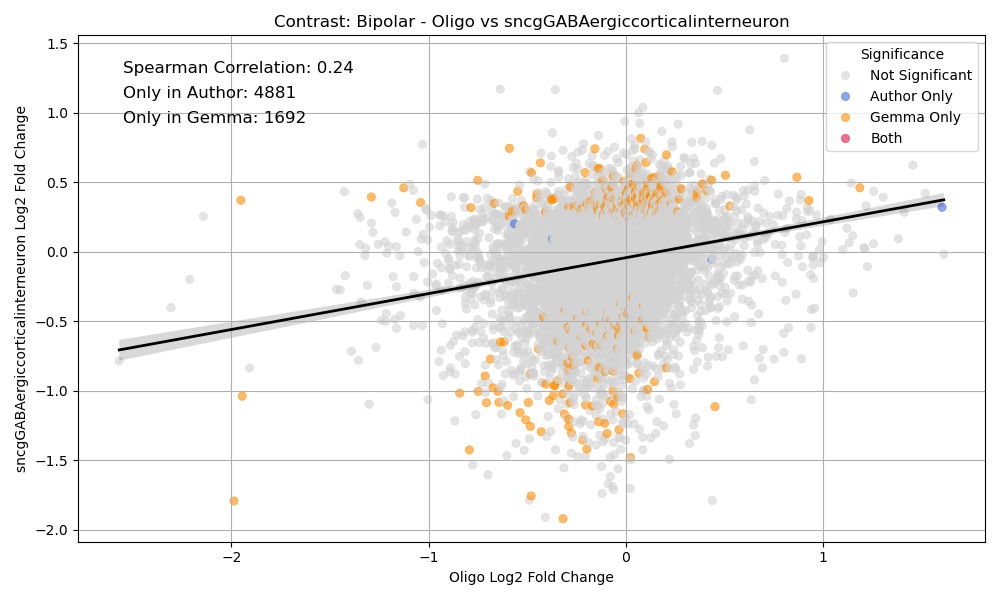 Contrast: Bipolar - Oligo vs sncgGABAergiccorticalinterneuron
Spearman Correlation: 0.24
Only in Author: 4881
Only in Gemma: 1692
Significance
Not Significant
Author Only
Gemma Only
Both
1.5
1.0
0.5
0.0
−0.5
−1.0
−1.5
−2.0
sncgGABAergiccorticalinterneuron Log2 Fold Change
−2
−1
0
1
Oligo Log2 Fold Change